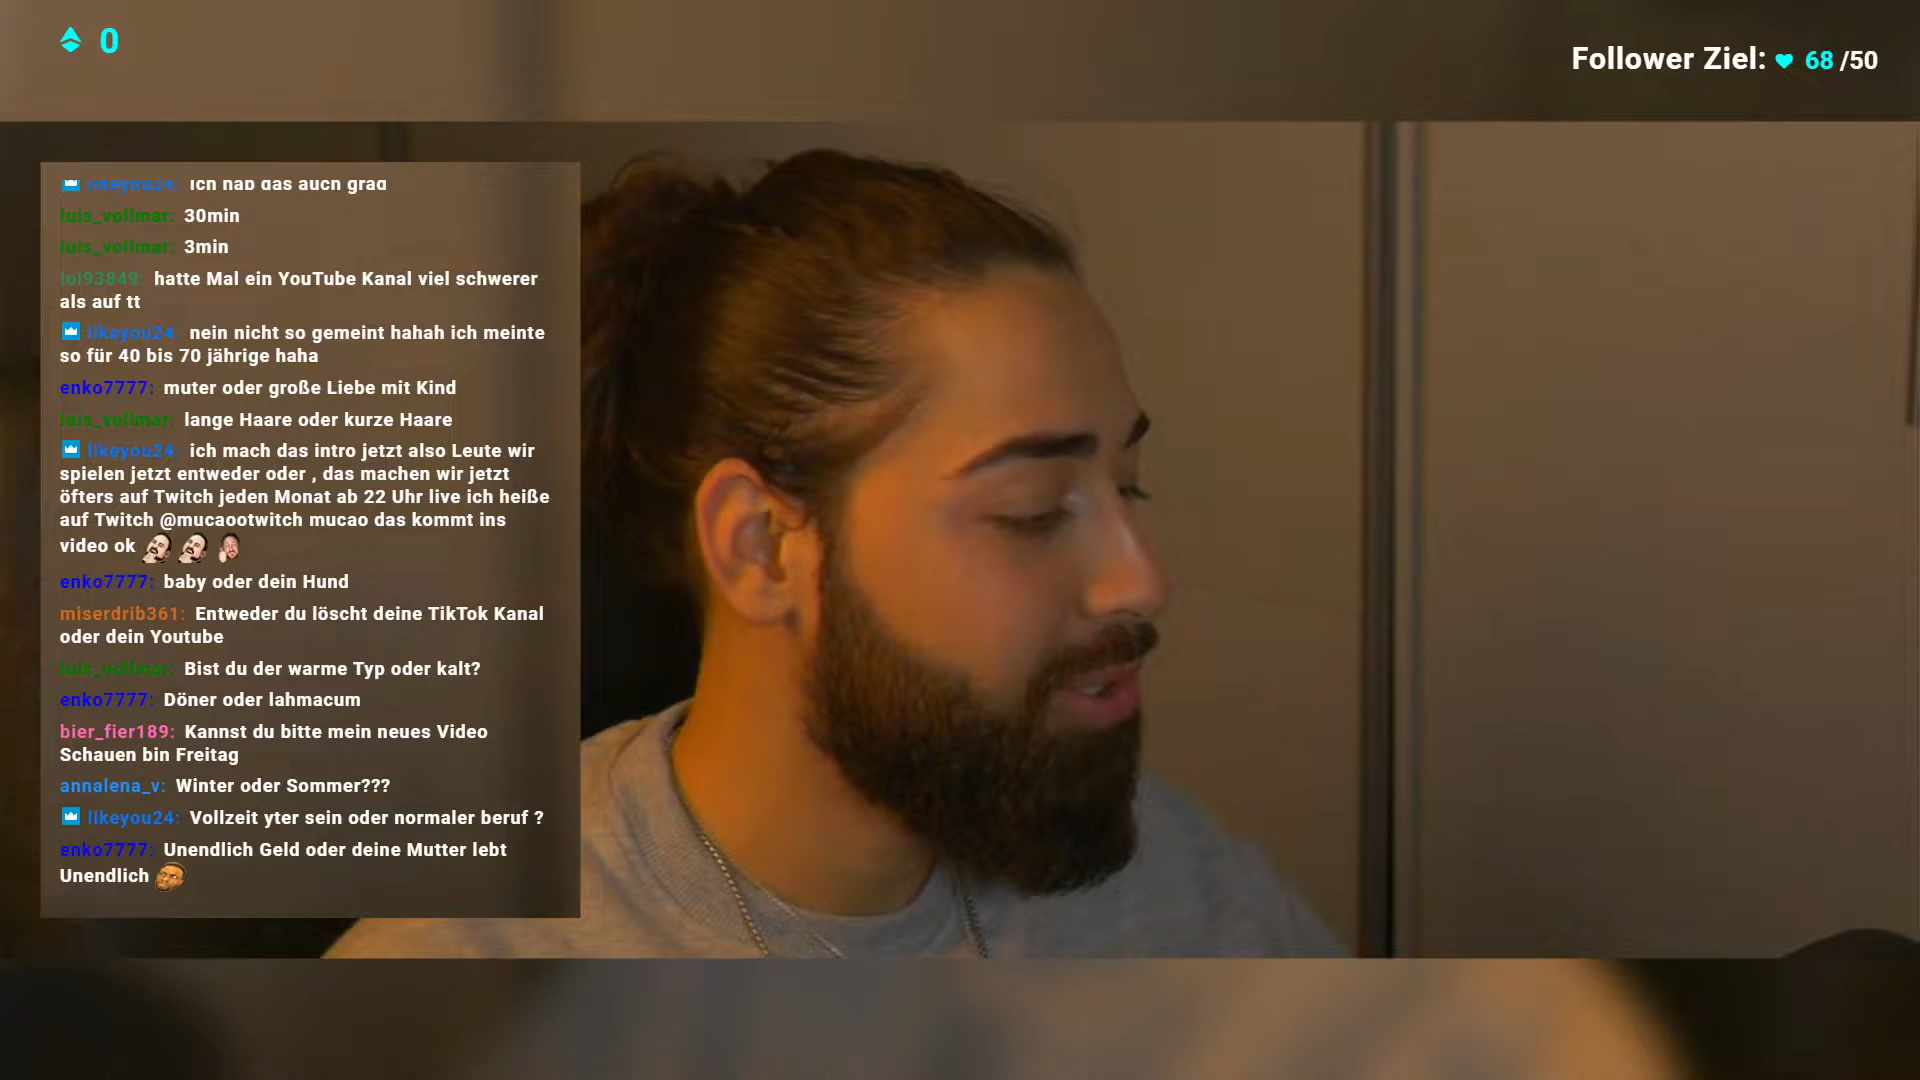 0
Follower Ziel: 68 /50
likeyou24: ich hab das auch grad
luis_vollmar: 30min
luis_vollmar: 3min
lol93849: hatte Mal ein YouTube Kanal viel schwerer
als auf tt
likeyou24: nein nicht so gemeint hahah ich meinte
so für 40 bis 70 jährige haha
enko7777: muter oder große Liebe mit Kind
luis_vollmar: lange Haare oder kurze Haare
likeyou24: ich mach das intro jetzt also Leute wir
spielen jetzt entweder oder , das machen wir jetzt
öfters auf Twitch jeden Monat ab 22 Uhr live ich heiße
auf Twitch @mucaootwitch mucao das kommt ins
video ok
enko7777: baby oder dein Hund
miserdrib361: Entweder du löscht deine TikTok Kanal
oder dein Youtube
luis_vollmar: Bist du der warme Typ oder kalt?
enko7777: Döner oder lahmacum
bier_fier189: Kannst du bitte mein neues Video
Schauen bin Freitag
annalena_v: Winter oder Sommer???
likeyou24: Vollzeit yter sein oder normaler beruf ?
enko7777: Unendlich Geld oder deine Mutter lebt
Unendlich